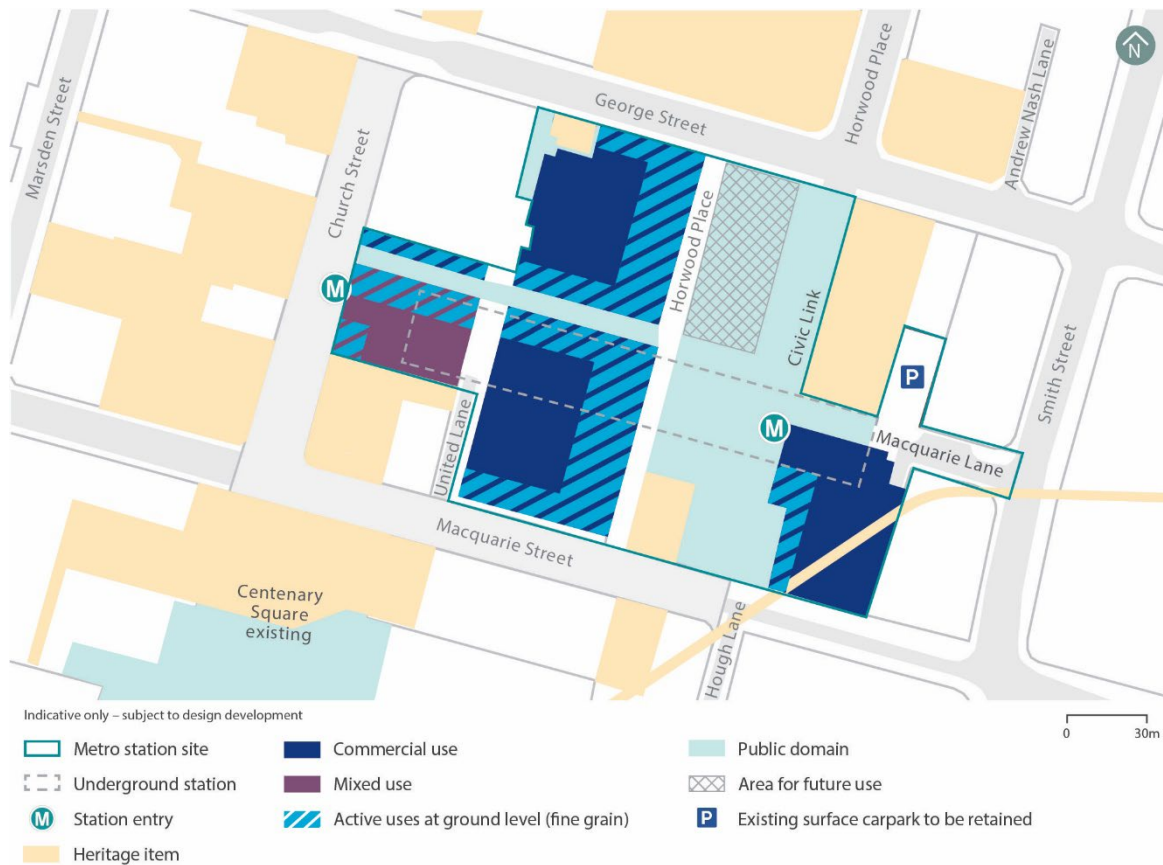 N
Marsden Street
Church Street
George Street
Horwood Place
Andrew Nash Lane
Horwood Place
Civic Link
M
P
Smith Street
M
Macquarie Lane
United Lane
Macquarie Street
Centenary
Square
existing
Hough Lane
Indicative only – subject to design development
0 30m
Metro station site
Commercial use
Public domain
Underground station
Mixed use
Area for future use
M Station entry
Active uses at ground level (fine grain)
P Existing surface carpark to be retained
Heritage item